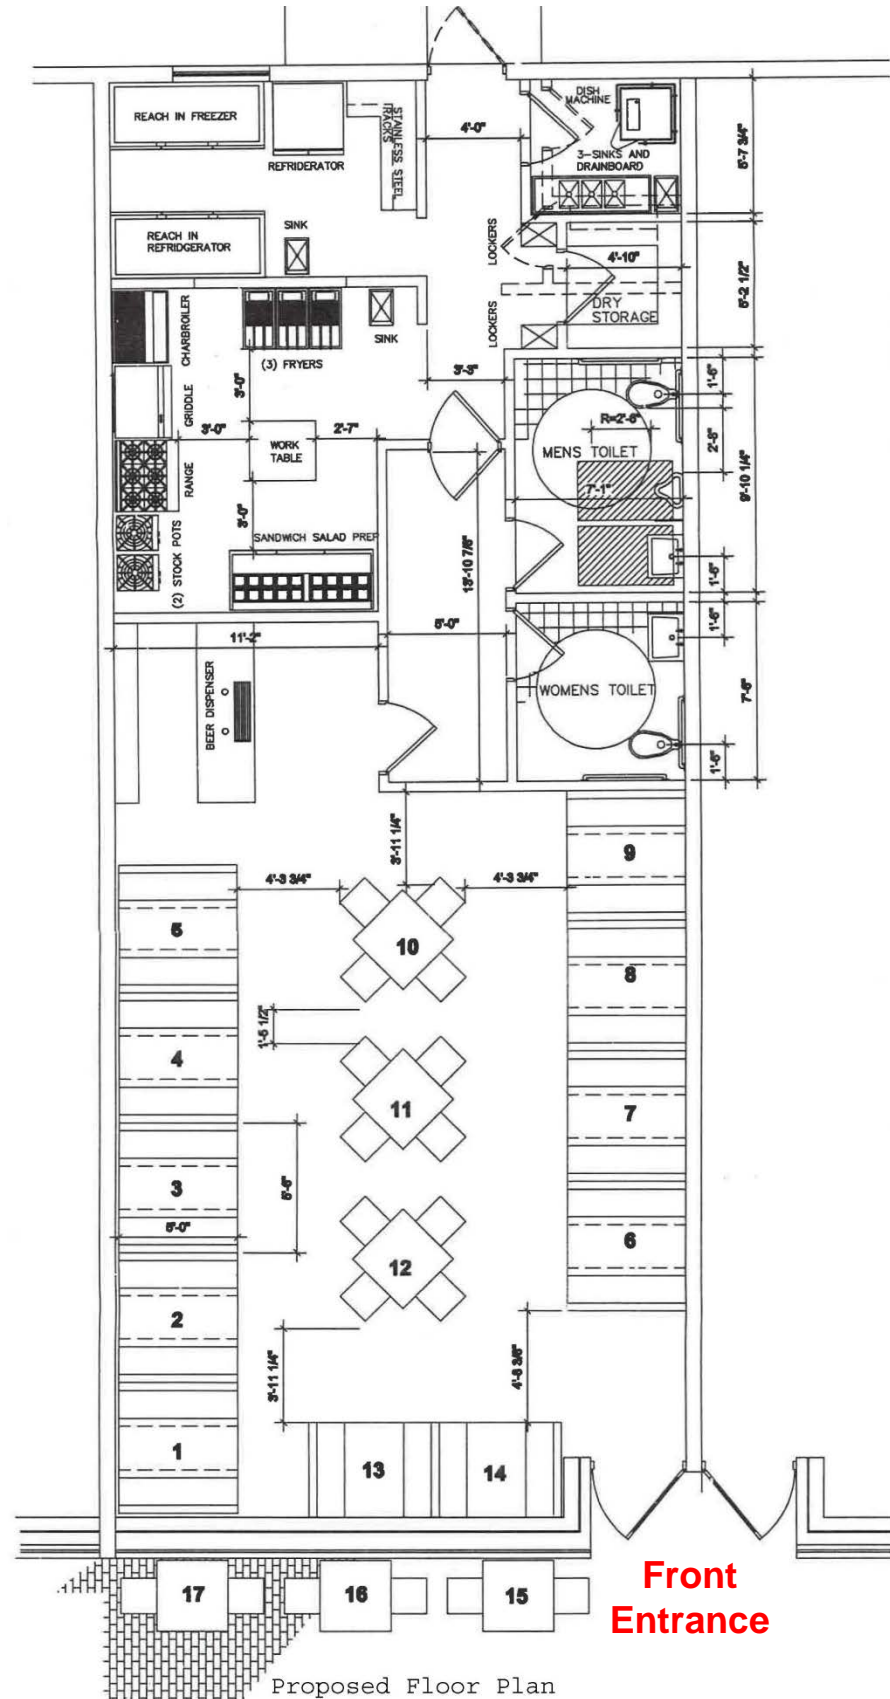 DISH
MACHINE
REACH IN FREEZER
STAINLESS STEEL
RACKS
4'-0"
5'-7 3/4"
REFRIDERATOR
3-SINKS AND
DRAINBOARD
SINK
REACH IN
REFRIDGERATOR
LOCKERS
4'-10"
5'-2 1/2"
CHARBROILER
DRY
STORAGE
LOCKERS
SINK
(3) FRYERS
3'-0"
3'-3"
1'-6"
GRIDDLE
3'-0"
2'-7"
R=2'-6"
WORK
TABLE
MENS TOILET
2'-8"
9'-10 1/4"
RANGE
7'-1"
3'-0"
SANDWICH SALAD PREP
13'-10 7/8"
(2) STOCK POTS
1'-6"
11'-2"
5'-0"
1'-6"
BEER DISPENSER
WOMENS TOILET
7'-6"
1'-6"
3'-11 1/4"
9
4'-3 3/4"
4'-3 3/4"
5
10
8
1'-5 1/2"
4
11
7
3
5'-6"
5'-0"
6
12
2
3'-11 1/4"
1
13
14
17
16
15
Front
Entrance
Proposed Floor Plan